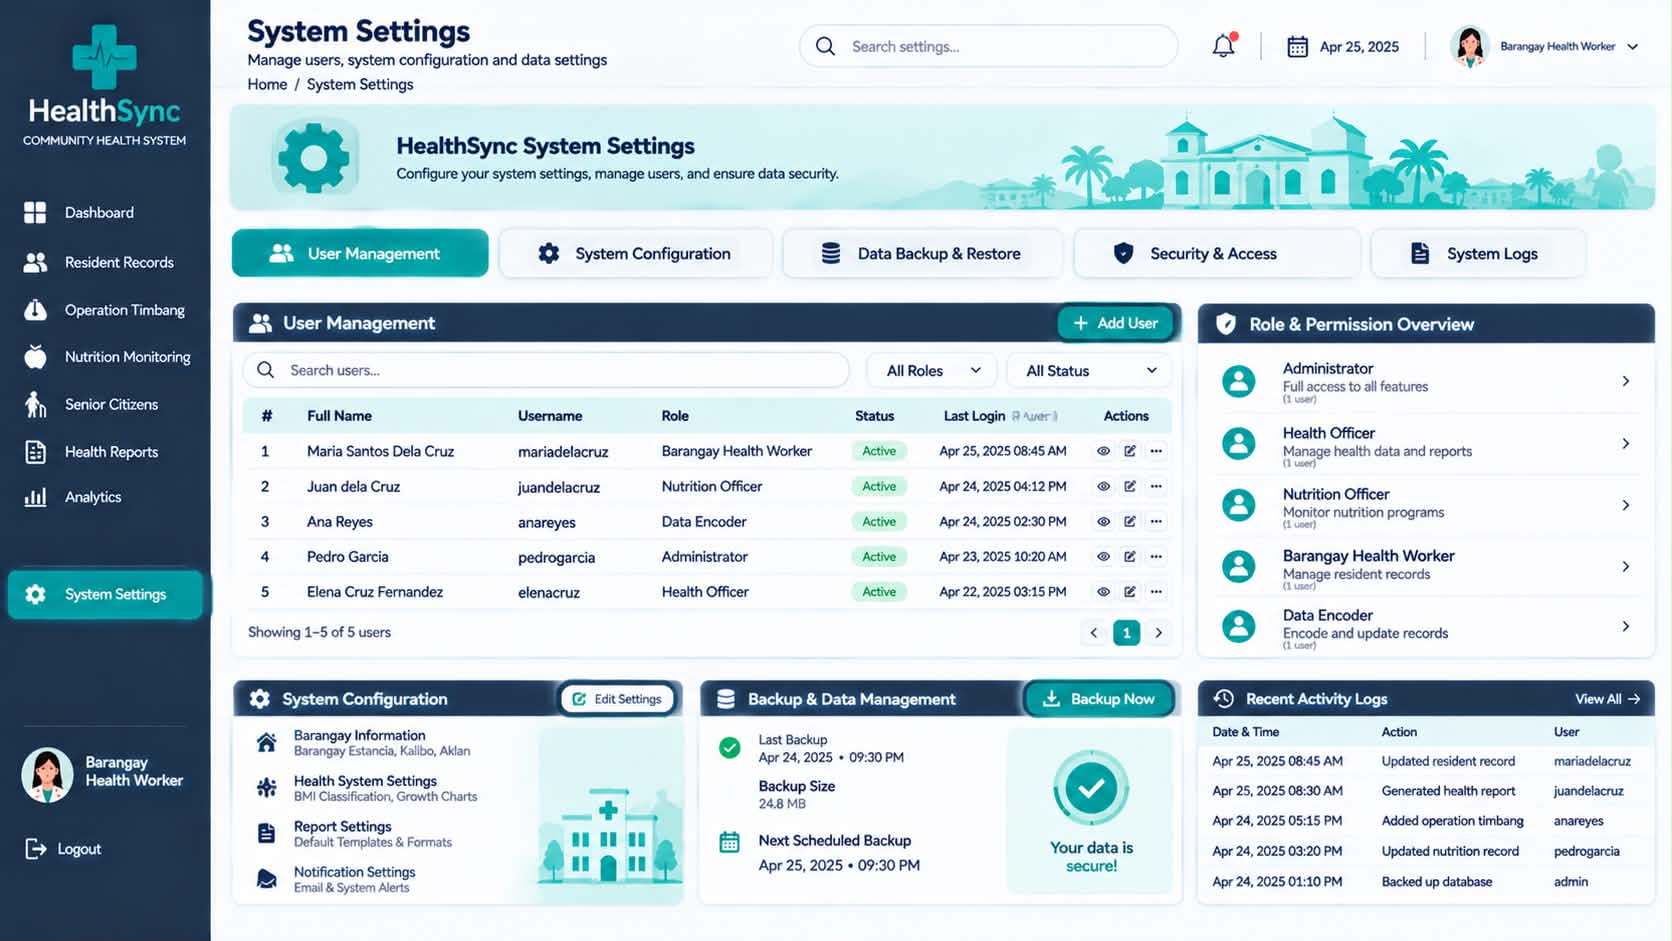 HealthSync
COMMUNITY HEALTH SYSTEM
Dashboard
Resident Records
Operation Timbang
Nutrition Monitoring
Senior Citizens
Health Reports
Analytics
System Settings
Barangay
Health Worker
Logout
System Settings
Manage users, system configuration and data settings
Home / System Settings
Search settings...
Apr 25, 2025
Barangay Health Worker
HealthSync System Settings
Configure your system settings, manage users, and ensure data security.
User Management
System Configuration
Data Backup & Restore
Security & Access
System Logs
User Management
+ Add User
Search users...
All Roles
All Status
# Full Name Username Role Status Last Login Actions
1 Maria Santos Dela Cruz mariadelacruz Barangay Health Worker Active Apr 25, 2025 08:45 AM
2 Juan dela Cruz juandelacruz Nutrition Officer Active Apr 24, 2025 04:12 PM
3 Ana Reyes anareyes Data Encoder Active Apr 24, 2025 02:30 PM
4 Pedro Garcia pedrogarcia Administrator Active Apr 23, 2025 10:20 AM
5 Elena Cruz Fernandez elenacruz Health Officer Active Apr 22, 2025 03:15 PM
Showing 1–5 of 5 users
1
Role & Permission Overview
Administrator
Full access to all features
(1 user)
Health Officer
Manage health data and reports
(1 user)
Nutrition Officer
Monitor nutrition programs
(1 user)
Barangay Health Worker
Manage resident records
(1 user)
Data Encoder
Encode and update records
(1 user)
System Configuration
Edit Settings
Barangay Information
Barangay Estancia, Kalibo, Aklan
Health System Settings
BMI Classification, Growth Charts
Report Settings
Default Templates & Formats
Notification Settings
Email & System Alerts
Backup & Data Management
Backup Now
Last Backup
Apr 24, 2025 • 09:30 PM
Backup Size
24.8 MB
Next Scheduled Backup
Apr 25, 2025 • 09:30 PM
Your data is
secure!
Recent Activity Logs
View All →
Date & Time Action User
Apr 25, 2025 08:45 AM Updated resident record mariadelacruz
Apr 25, 2025 08:30 AM Generated health report juandelacruz
Apr 24, 2025 05:15 PM Added operation timbang anareyes
Apr 24, 2025 03:20 PM Updated nutrition record pedrogarcia
Apr 24, 2025 01:10 PM Backed up database admin